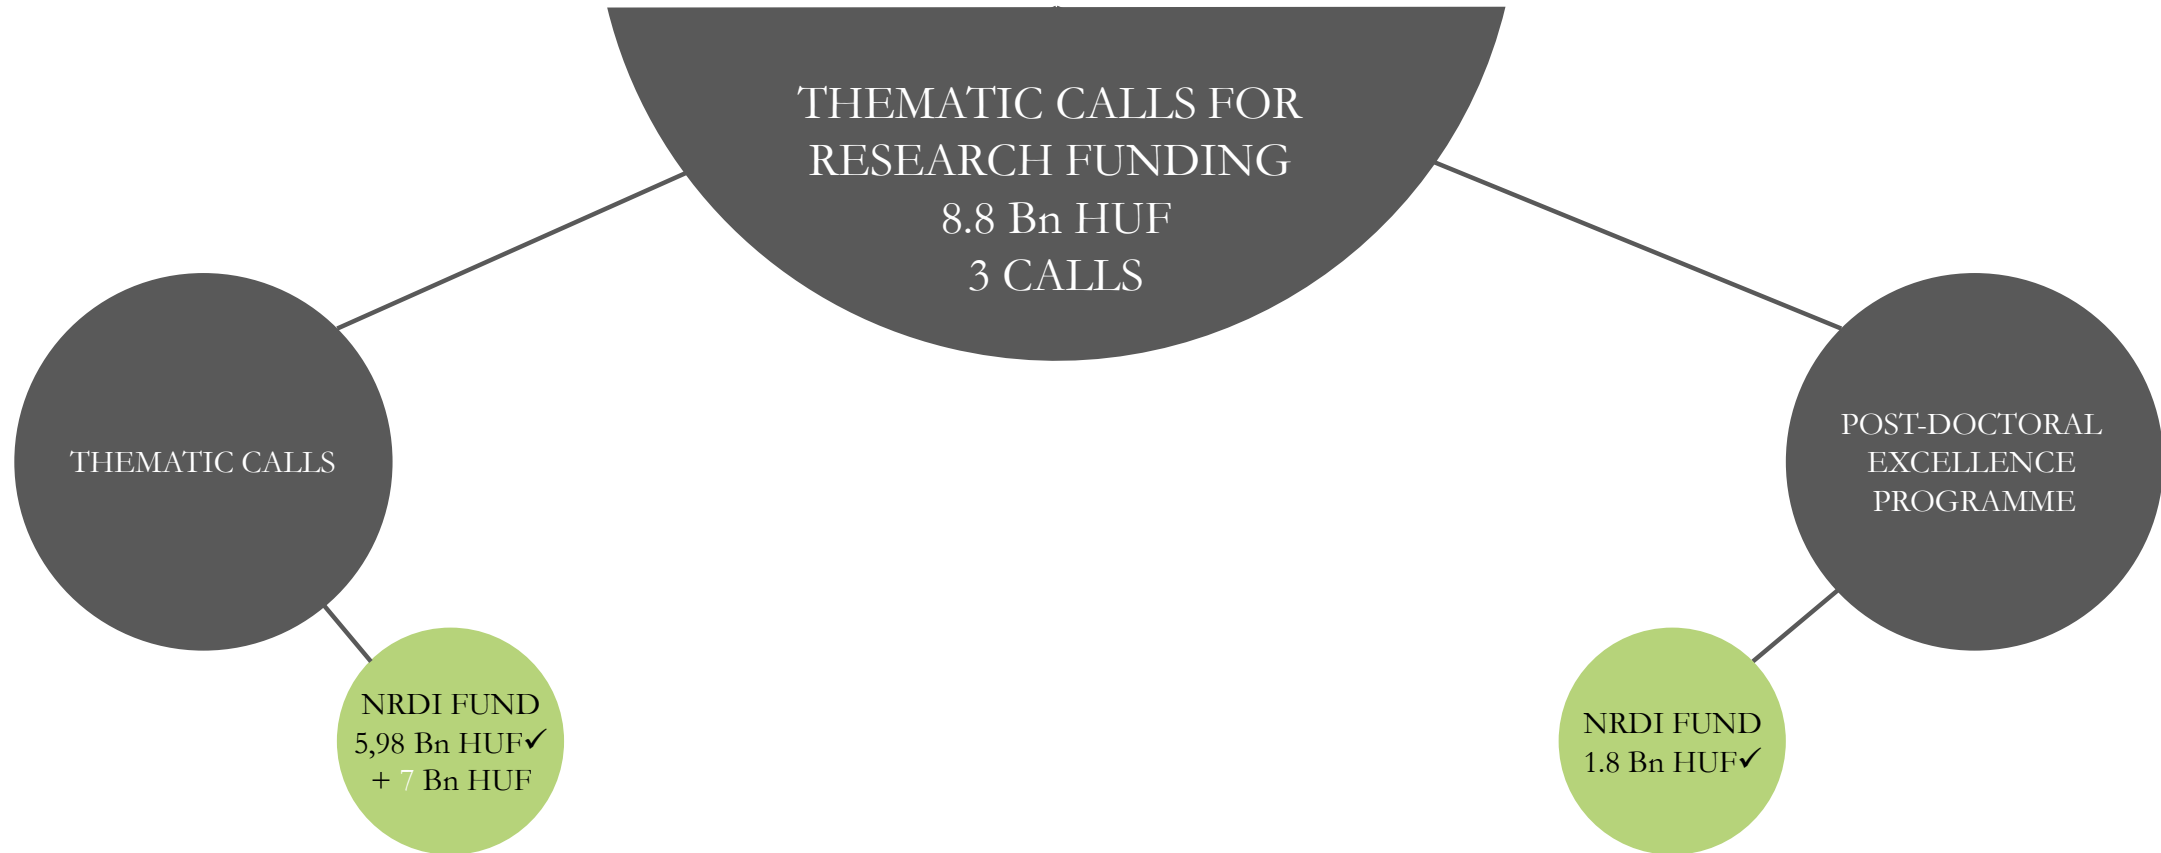 THEMATIC CALLS FOR
RESEARCH FUNDING
8.8 Bn HUF
3 CALLS
THEMATIC CALLS
POST-DOCTORAL
EXCELLENCE
PROGRAMME
NRDI FUND
5,98 Bn HUF✓
+ 7 Bn HUF
NRDI FUND
1.8 Bn HUF✓